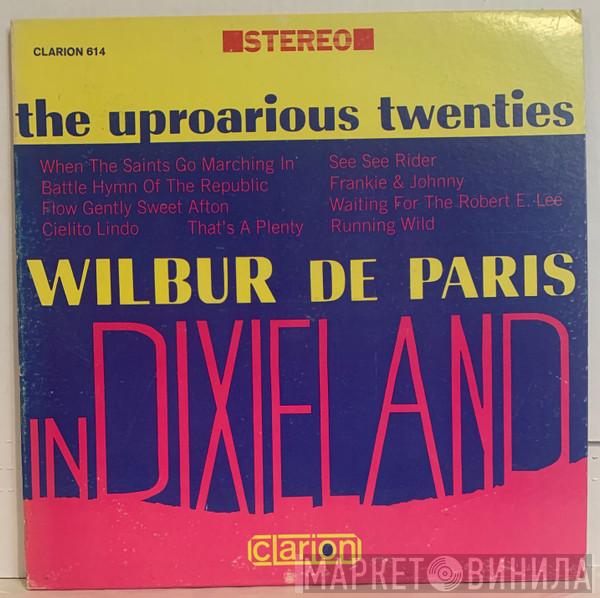 CLARION 614
STEREO
the uproarious twenties
When The Saints Go Marching In See See Rider
Battle Hymn Of The Republic Frankie & Johnny
Flow Gently Sweet Afton Waiting For The Robert E. Lee
Cielito Lindo That's A Plenty Running Wild
WILBUR DE PARIS
IN DIXIELAND
clarion
МАРКЕТ ВИНИЛА